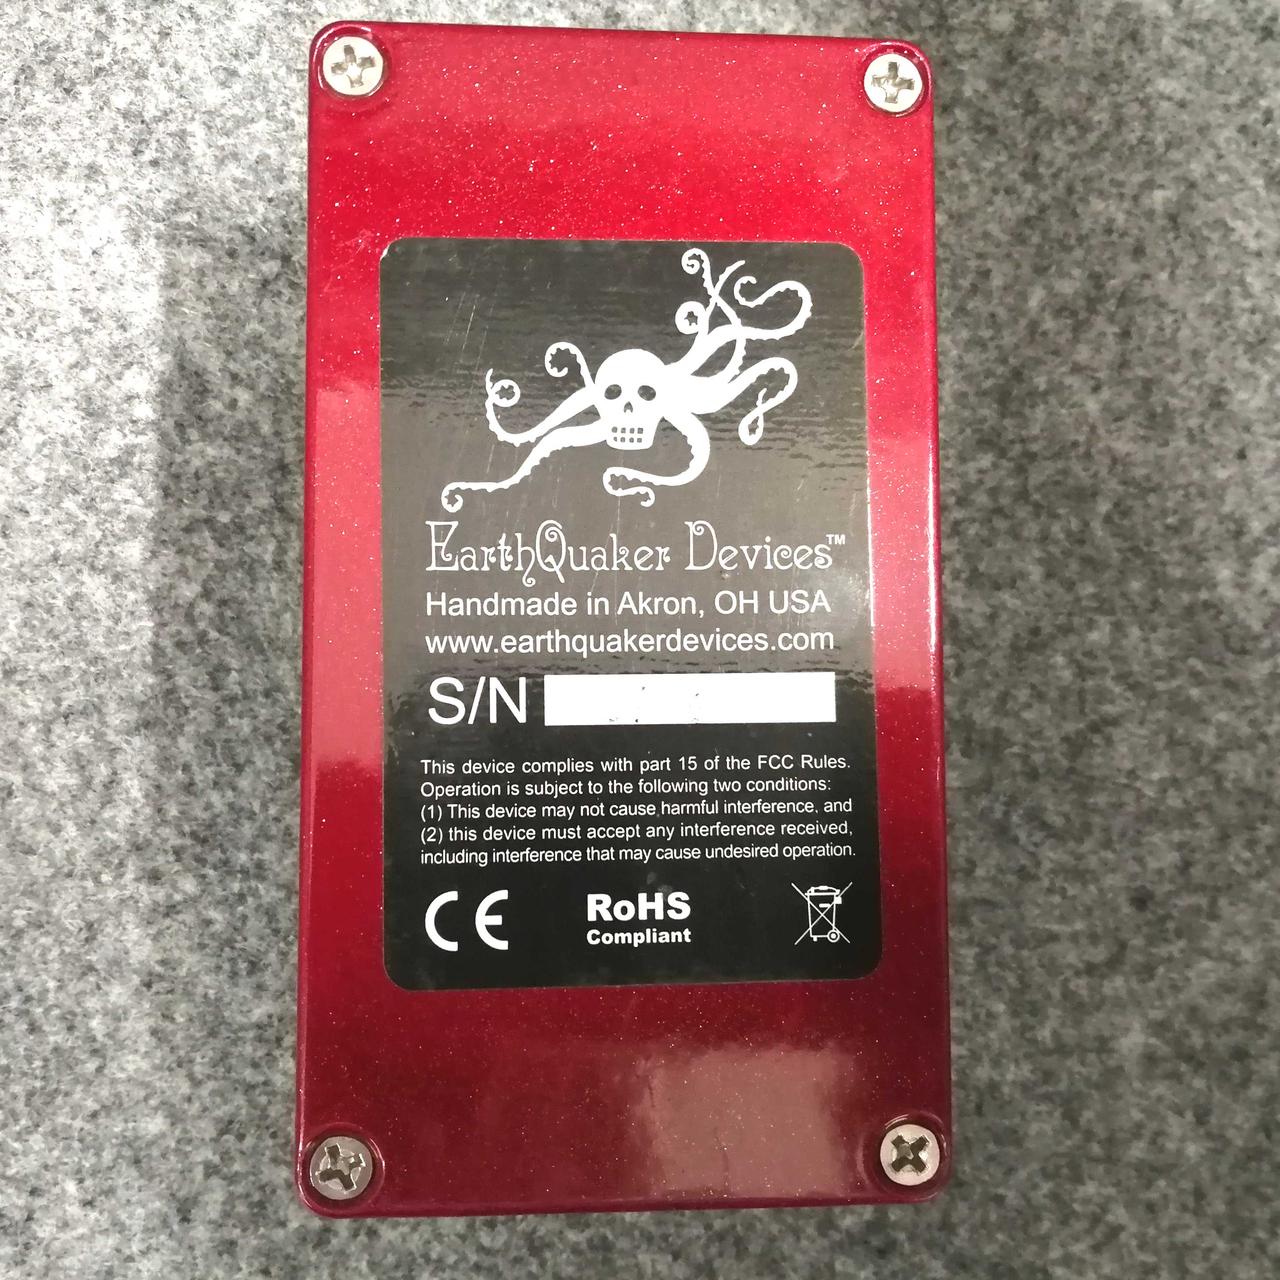 EarthQuaker Devices™
Handmade in Akron, OH USA
www.earthquakerdevices.com
S/N
This device complies with part 15 of the FCC Rules.
Operation is subject to the following two conditions:
(1) This device may not cause harmful interference, and
(2) this device must accept any interference received,
including interference that may cause undesired operation.
CE RoHS
Compliant